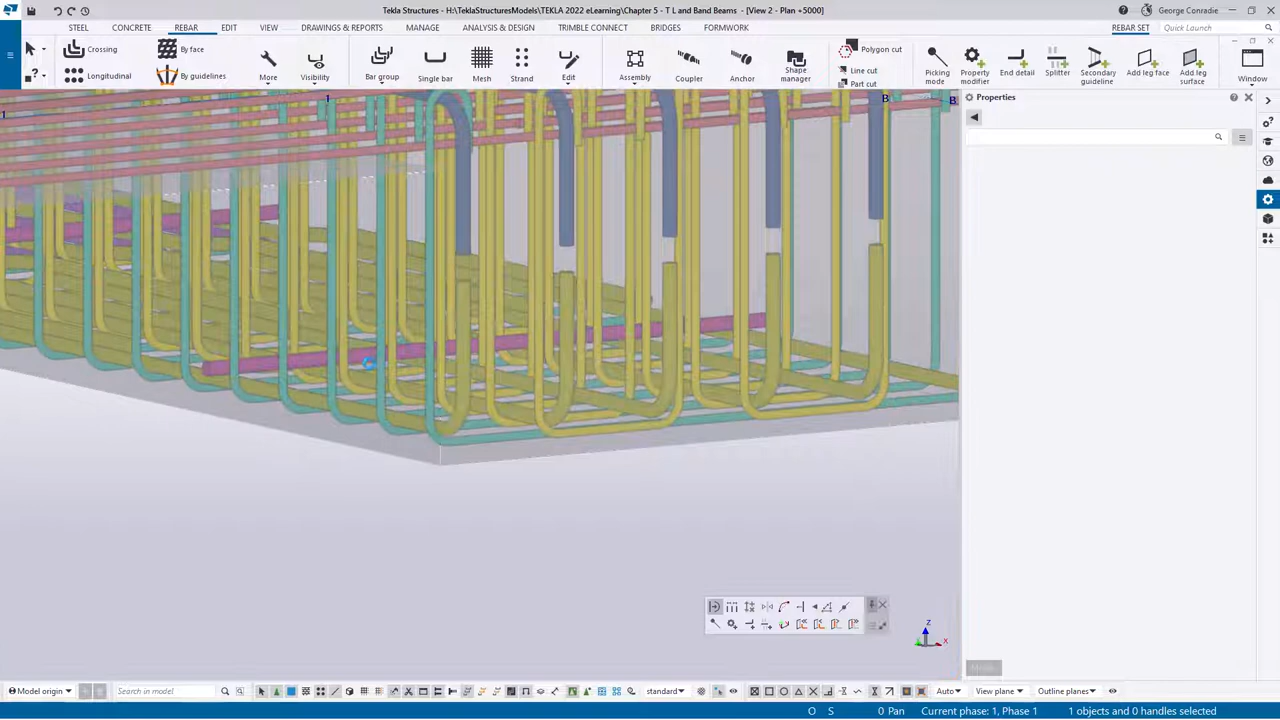 Tekla Structures - H:\TeklaStructuresModels\TEKLA 2022 eLearning\Chapter 5 - T L and Band Beams - [View 2 - Plan +5000]
George Conradie
STEEL CONCRETE REBAR EDIT VIEW DRAWINGS & REPORTS MANAGE ANALYSIS & DESIGN TRIMBLE CONNECT BRIDGES FORMWORK REBAR SET Quick Launch
Crossing By face Polygon cut
Longitudinal By guidelines More Visibility Bar group Single bar Mesh Strand Edit Assembly Coupler Anchor Shape manager Line cut Part cut Picking mode Property modifier End detail Splitter Secondary guideline Add leg face Add leg surface Window
Properties
1 1 B B
Modify
z
x
Model origin Search in model standard Auto View plane Outline planes
O S 0 Pan Current phase: 1, Phase 1 1 objects and 0 handles selected